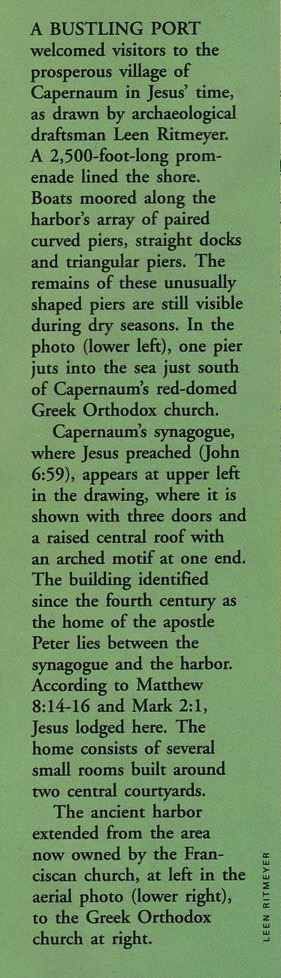 A BUSTLING PORT
welcomed visitors to the
prosperous village of
Capernaum in Jesus' time,
as drawn by archaeological
draftsman Leen Ritmeyer.
A 2,500-foot-long prom-
enade lined the shore.
Boats moored along the
harbor's array of paired
curved piers, straight docks
and triangular piers. The
remains of these unusually
shaped piers are still visible
during dry seasons. In the
photo (lower left), one pier
juts into the sea just south
of Capernaum's red-domed
Greek Orthodox church.
Capernaum's synagogue,
where Jesus preached (John
6:59), appears at upper left
in the drawing, where it is
shown with three doors and
a raised central roof with
an arched motif at one end.
The building identified
since the fourth century as
the home of the apostle
Peter lies between the
synagogue and the harbor.
According to Matthew
8:14-16 and Mark 2:1,
Jesus lodged here. The
home consists of several
small rooms built around
two central courtyards.
The ancient harbor
extended from the area
now owned by the Fran-
ciscan church, at left in the
aerial photo (lower right),
to the Greek Orthodox
church at right.
LEEN RITMEYER